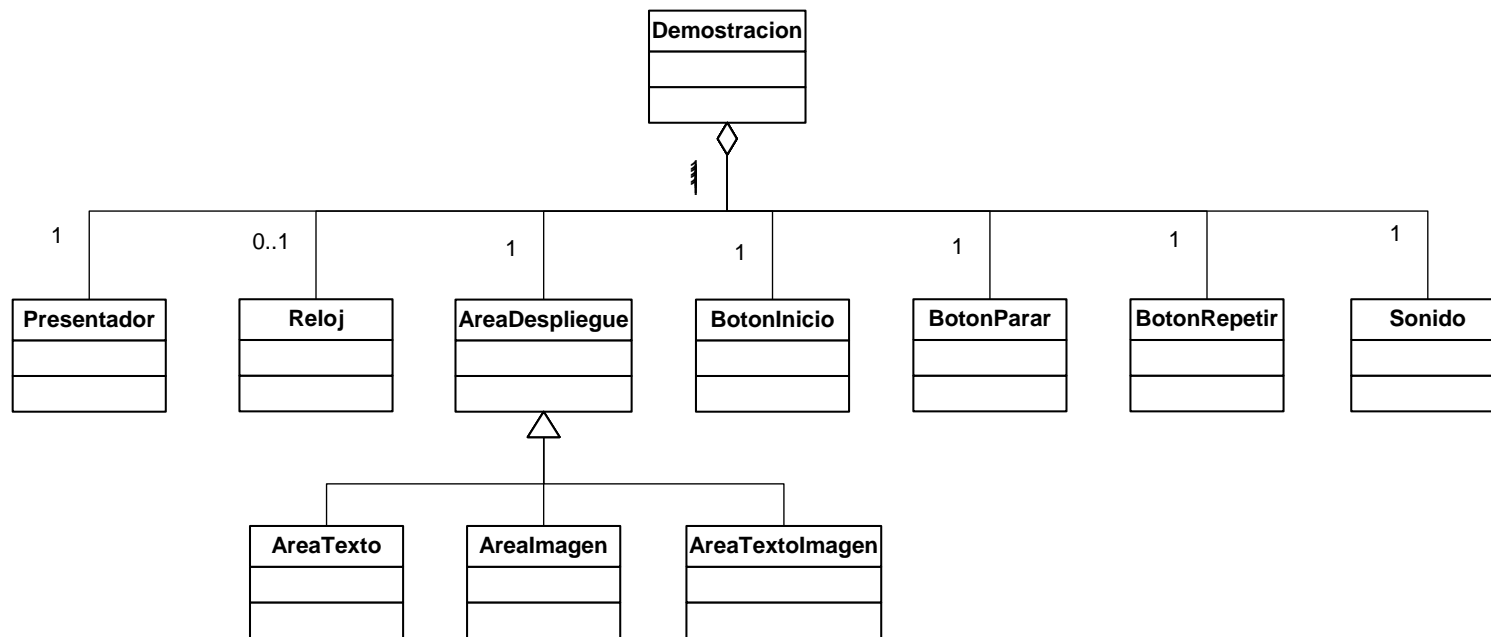 Demostracion
1
1
0..1
1
1
1
1
1
Presentador
Reloj
AreaDespliegue
BotonInicio
BotonParar
BotonRepetir
Sonido
AreaTexto
AreaImagen
AreaTextoImagen